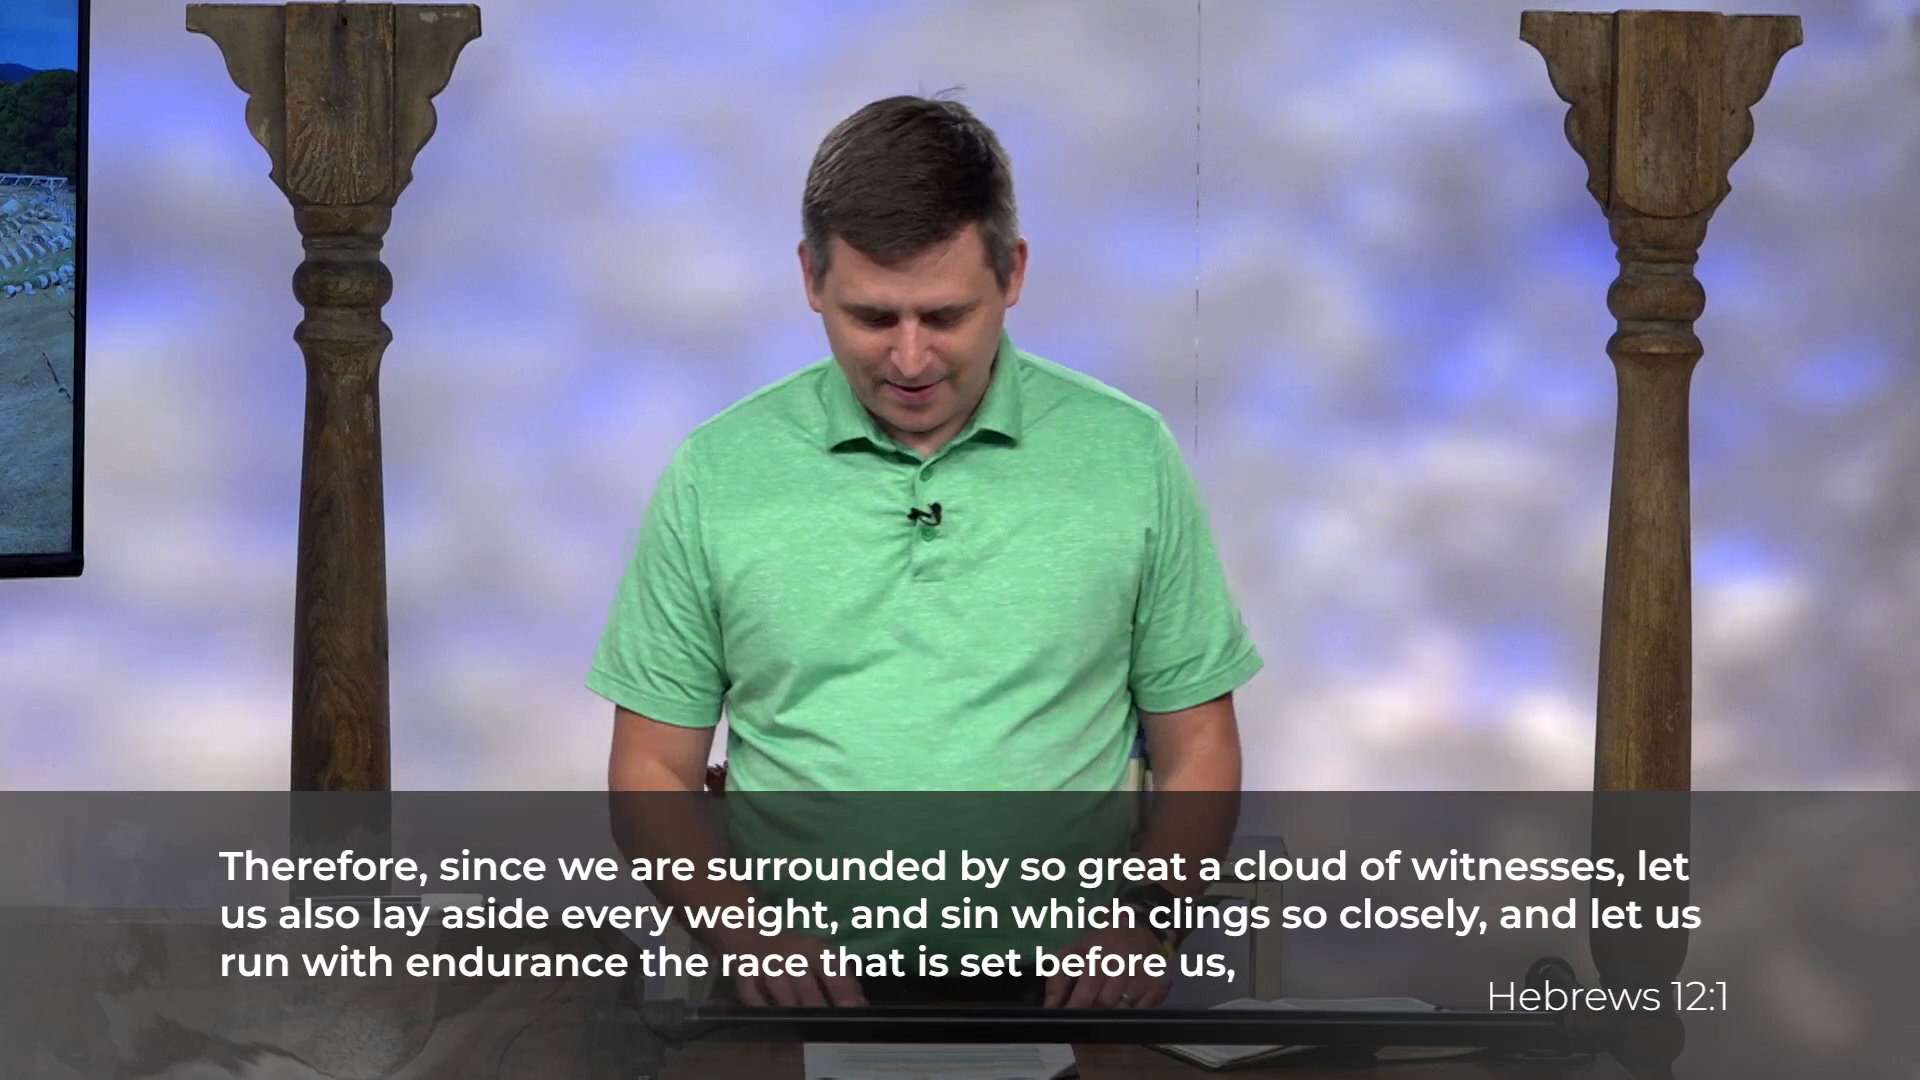 Therefore, since we are surrounded by so great a cloud of witnesses, let
us also lay aside every weight, and sin which clings so closely, and let us
run with endurance the race that is set before us,
Hebrews 12:1